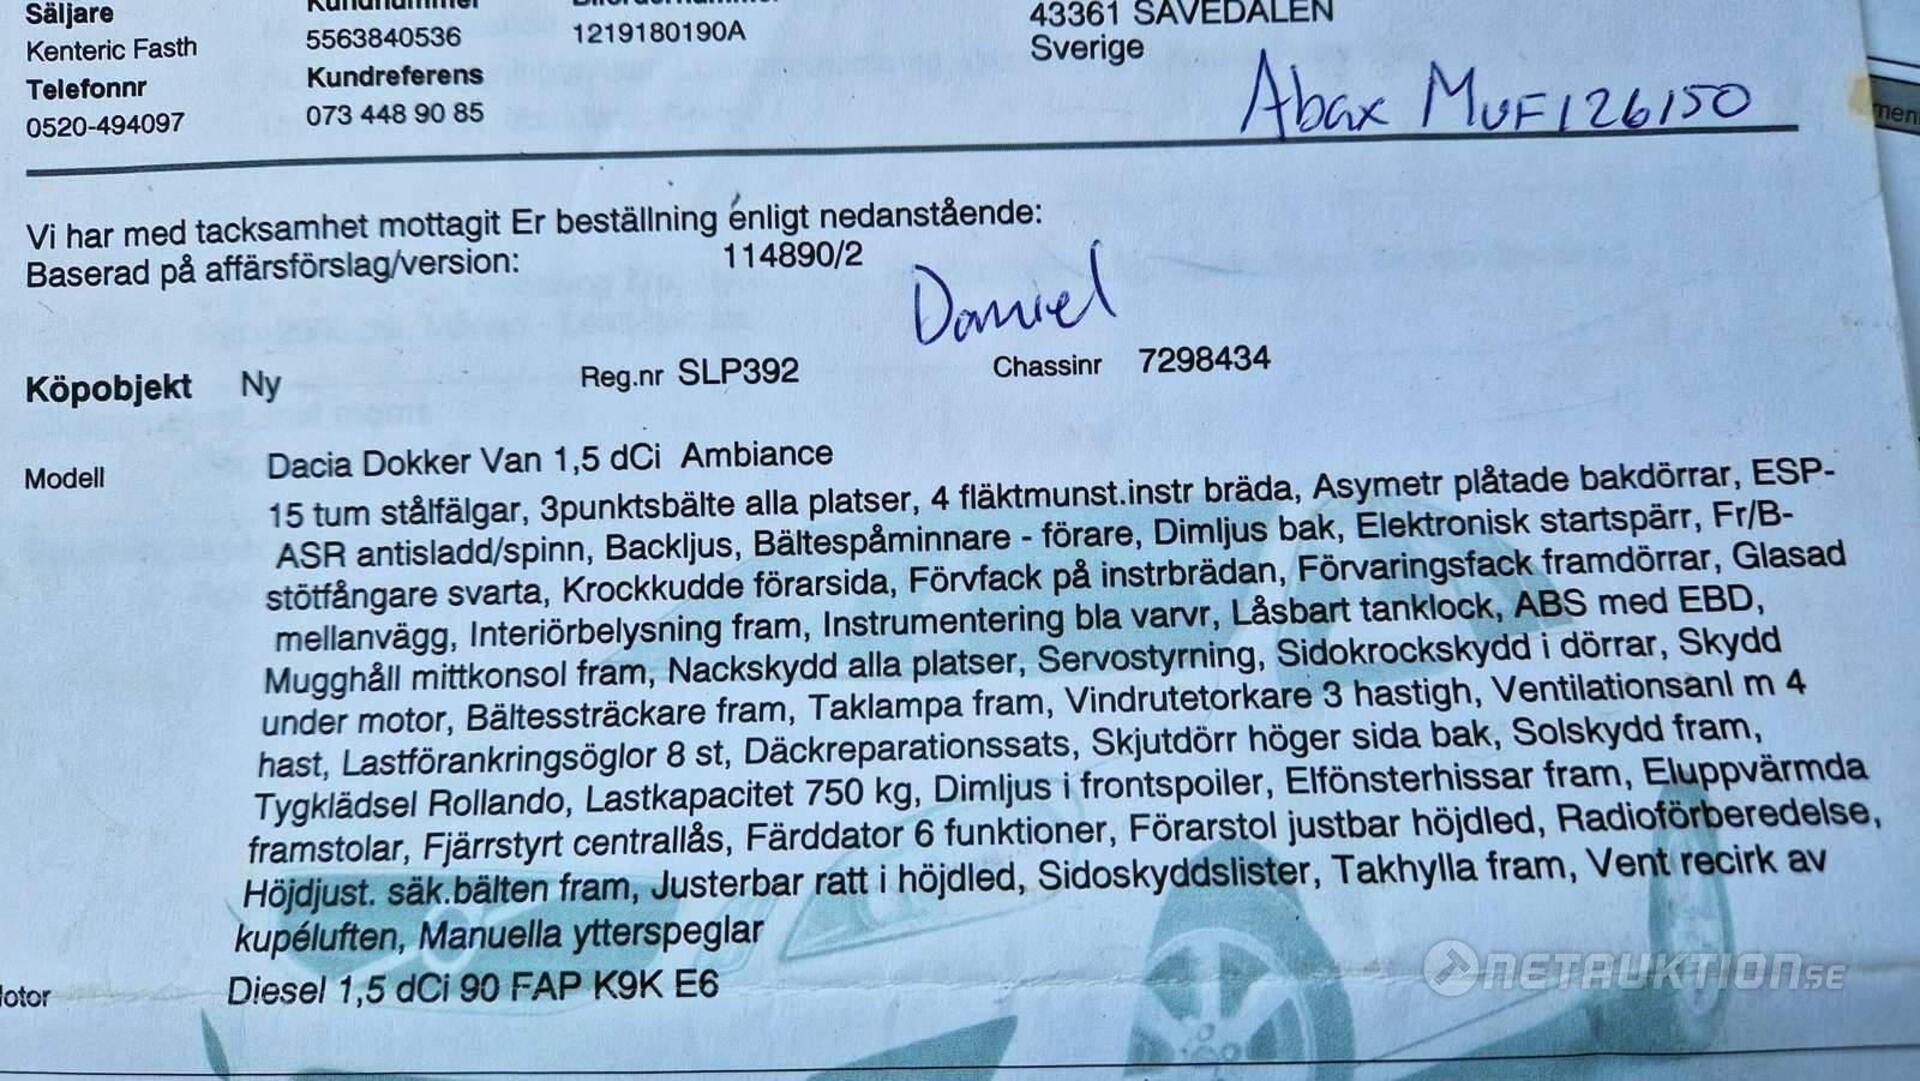 Säljare
Kundnummer
43361 SÄVEDALEN
Kenteric Fasth
5563840536
1219180190A
Sverige
Telefonnr
Kundreferens
0520-494097
073 448 90 85
Abax MUF126150
Vi har med tacksamhet mottagit Er beställning enligt nedanstående:
Baserad på affärsförslag/version: 114890/2
Daniel
Köpobjekt Ny Reg.nr SLP392 Chassinr 7298434
Modell Dacia Dokker Van 1,5 dCi Ambiance
15 tum stålfälgar, 3punktsbälte alla platser, 4 fläktmunst.instr bräda, Asymetr plåtade bakdörrar, ESP-
ASR antisladd/spinn, Backljus, Bältespåminnare - förare, Dimljus bak, Elektronisk startspärr, Fr/B-
stötfångare svarta, Krockkudde förarsida, Förvfack på instrbrädan, Förvaringsfack framdörrar, Glasad
mellanvägg, Interiörbelysning fram, Instrumentering bla varvr, Låsbart tanklock, ABS med EBD,
Mugghåll mittkonsol fram, Nackskydd alla platser, Servostyrning, Sidokrockskydd i dörrar, Skydd
under motor, Bältessträckare fram, Taklampa fram, Vindrutetorkare 3 hastigh, Ventilationsanl m 4
hast, Lastförankringsöglor 8 st, Däckreparationssats, Skjutdörr höger sida bak, Solskydd fram,
Tygklädsel Rollando, Lastkapacitet 750 kg, Dimljus i frontspoiler, Elfönsterhissar fram, Eluppvärmda
framstolar, Fjärrstyrt centrallås, Färddator 6 funktioner, Förarstol justbar höjdled, Radioförberedelse,
Höjdjust. säk.bälten fram, Justerbar ratt i höjdled, Sidoskyddslister, Takhylla fram, Vent recirk av
kupéluften, Manuella ytterspeglar
otor Diesel 1,5 dCi 90 FAP K9K E6
NETAUKTION.SE